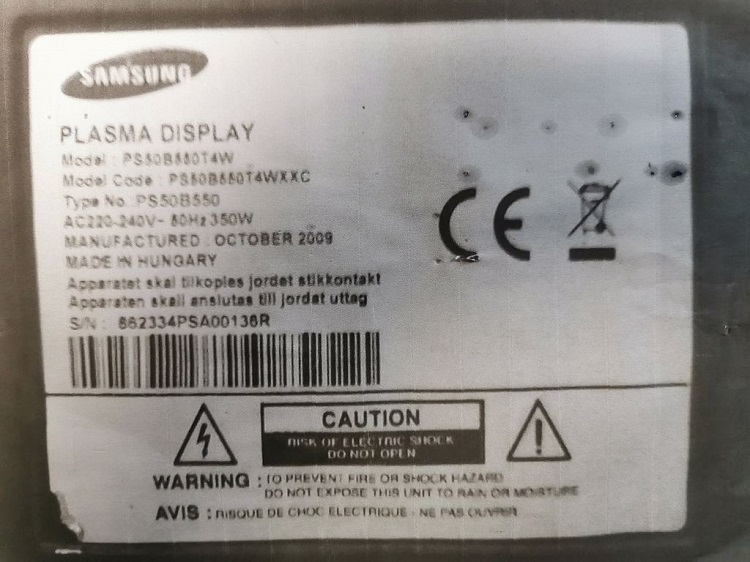 SAMSUNG
PLASMA DISPLAY
Model : PS50B550T4W
Model Code : PS50B550T4WXXC
Type No. PS50B550
AC220-240V~ 50Hz 350W
MANUFACTURED : OCTOBER 2009
MADE IN HUNGARY
Apparatet skal tilkoples jordet stikkontakt
Apparaten skall anslutas till jordat uttag
S/N : 862334PSA00136R
CE
CAUTION
RISK OF ELECTRIC SHOCK
DO NOT OPEN
WARNING : TO PREVENT FIRE OR SHOCK HAZARD
DO NOT EXPOSE THIS UNIT TO RAIN OR MOISTURE
AVIS : RISQUE DE CHOC ELECTRIQUE - NE PAS OUVRIR